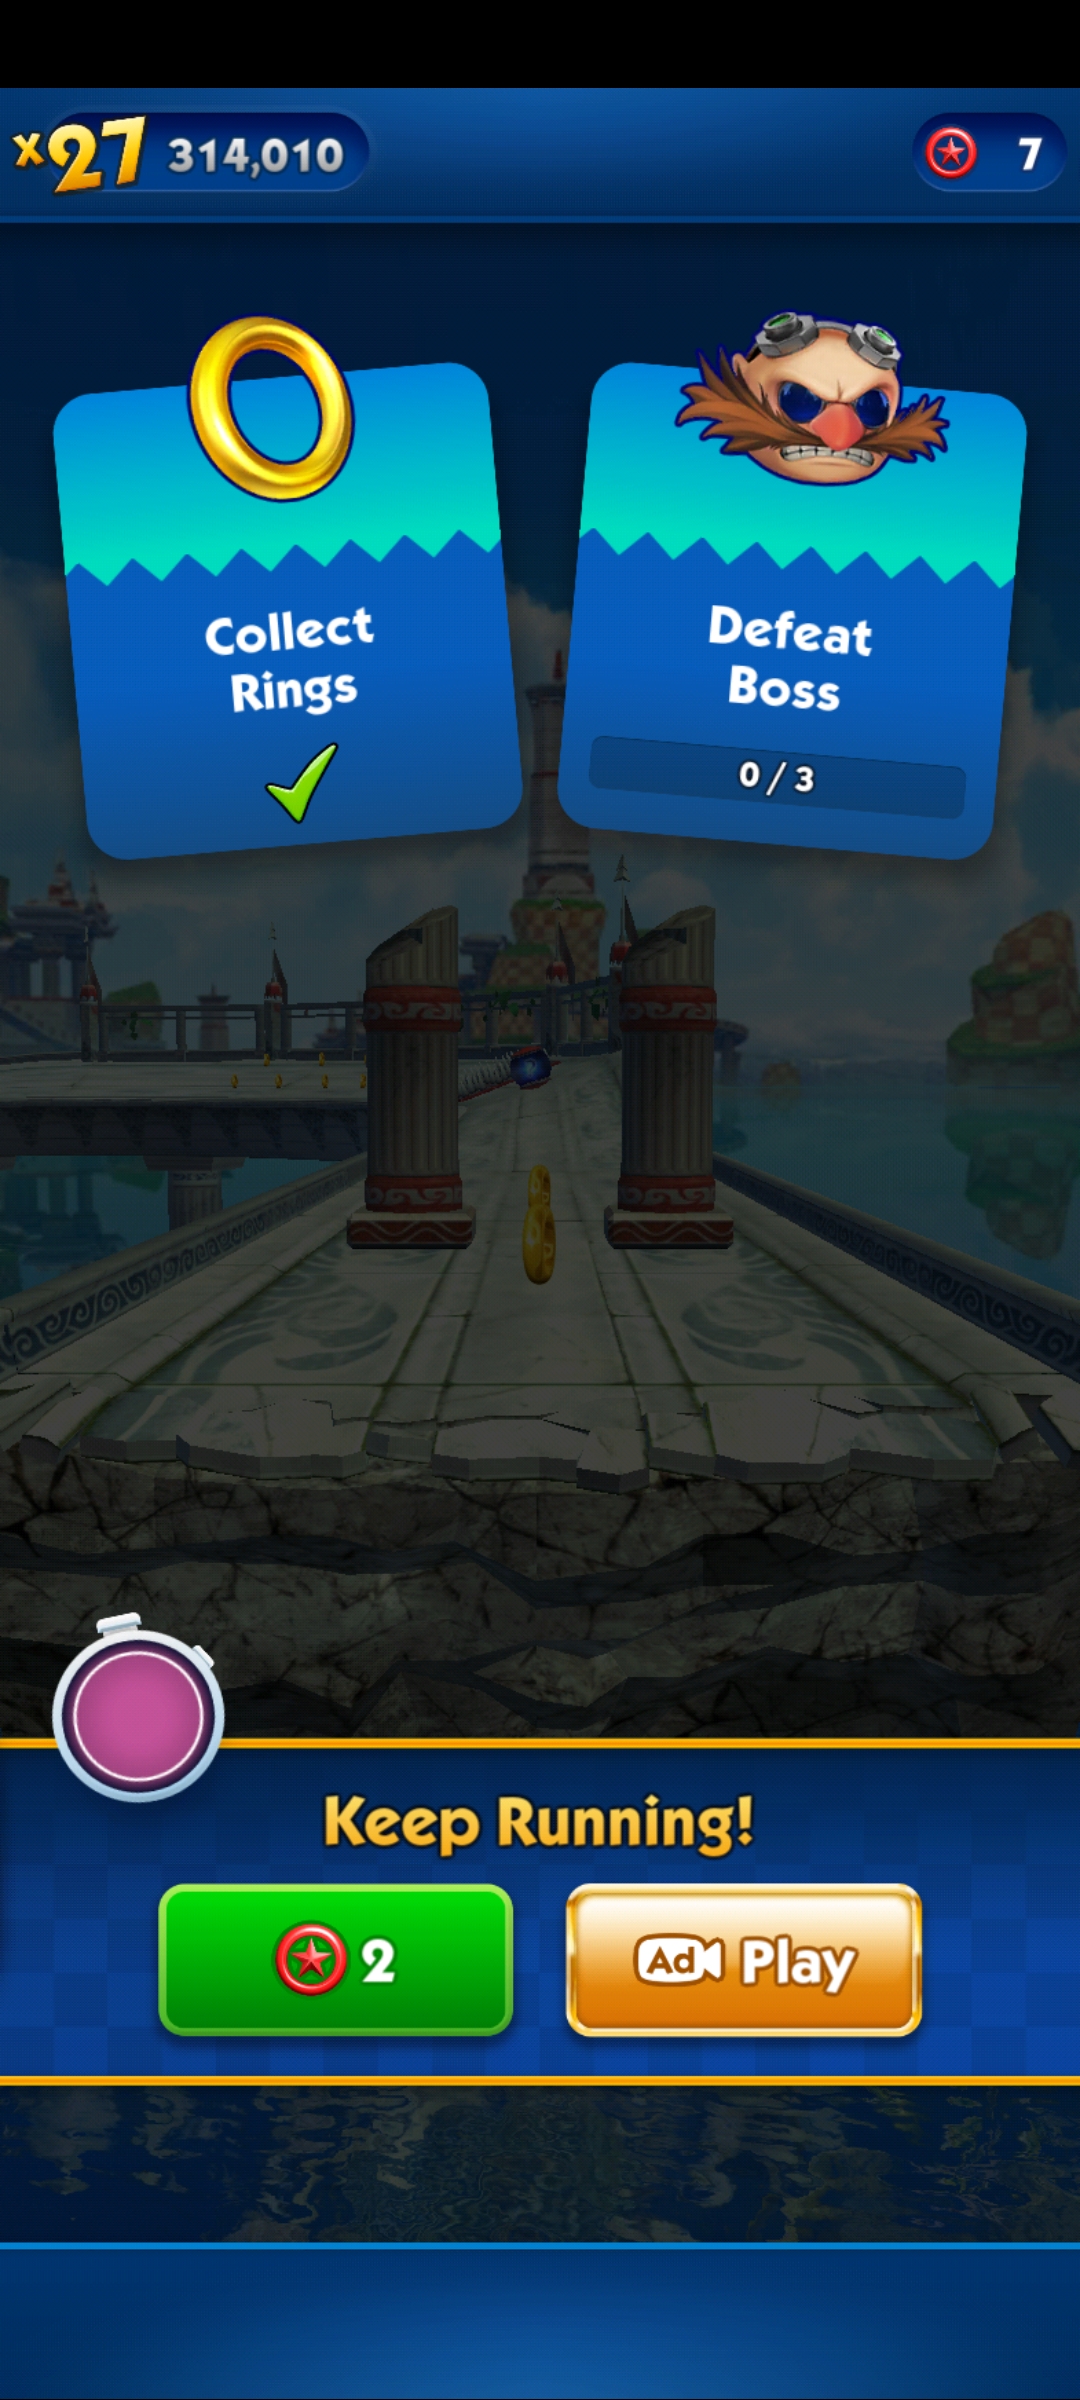 x27 314,010
7
Collect
Rings
Defeat
Boss
0 / 3
Keep Running!
2
Ad Play